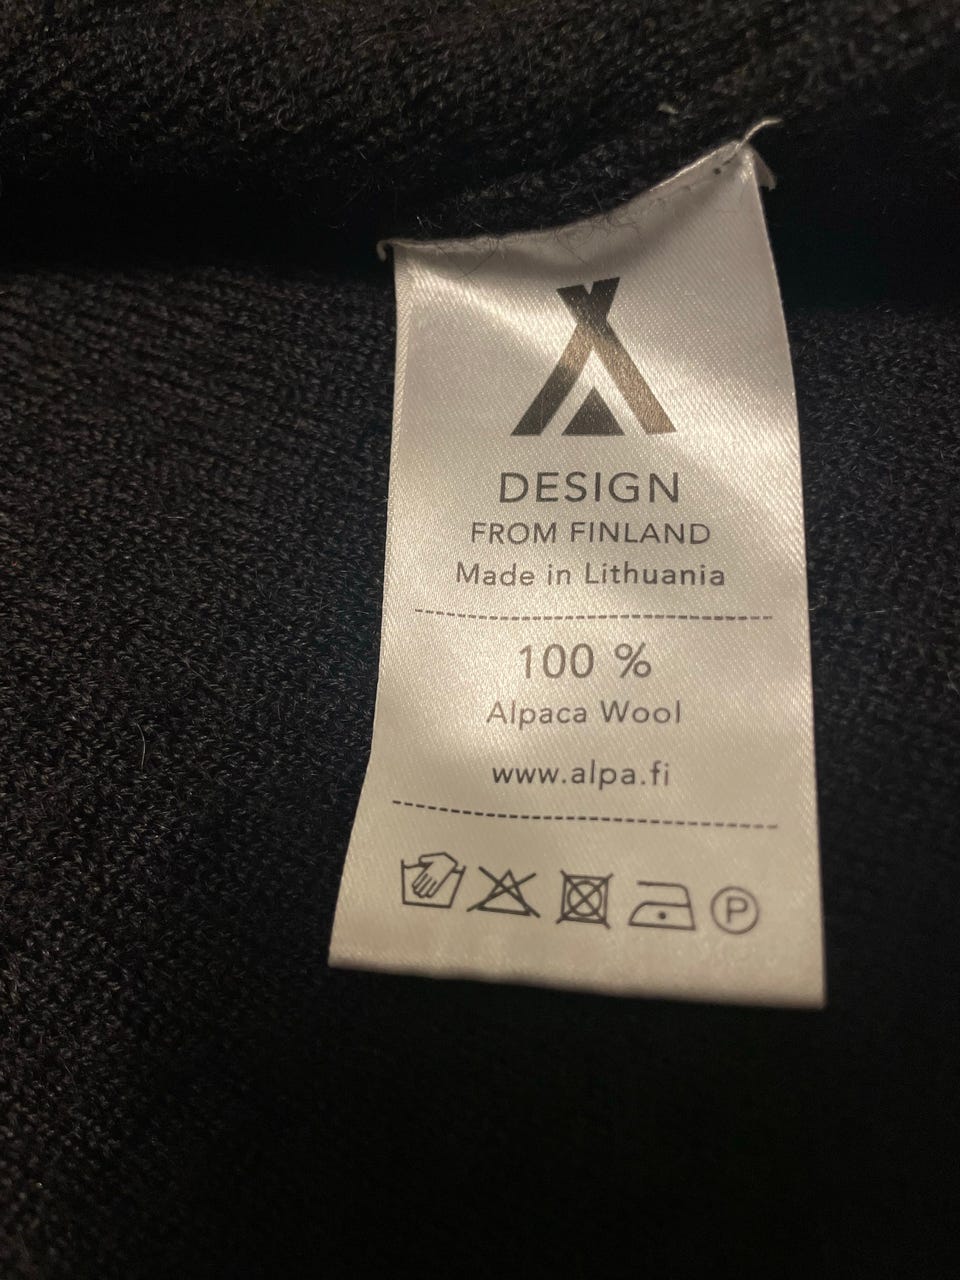 DESIGN
FROM FINLAND
Made in Lithuania
100 %
Alpaca Wool
www.alpa.fi
P